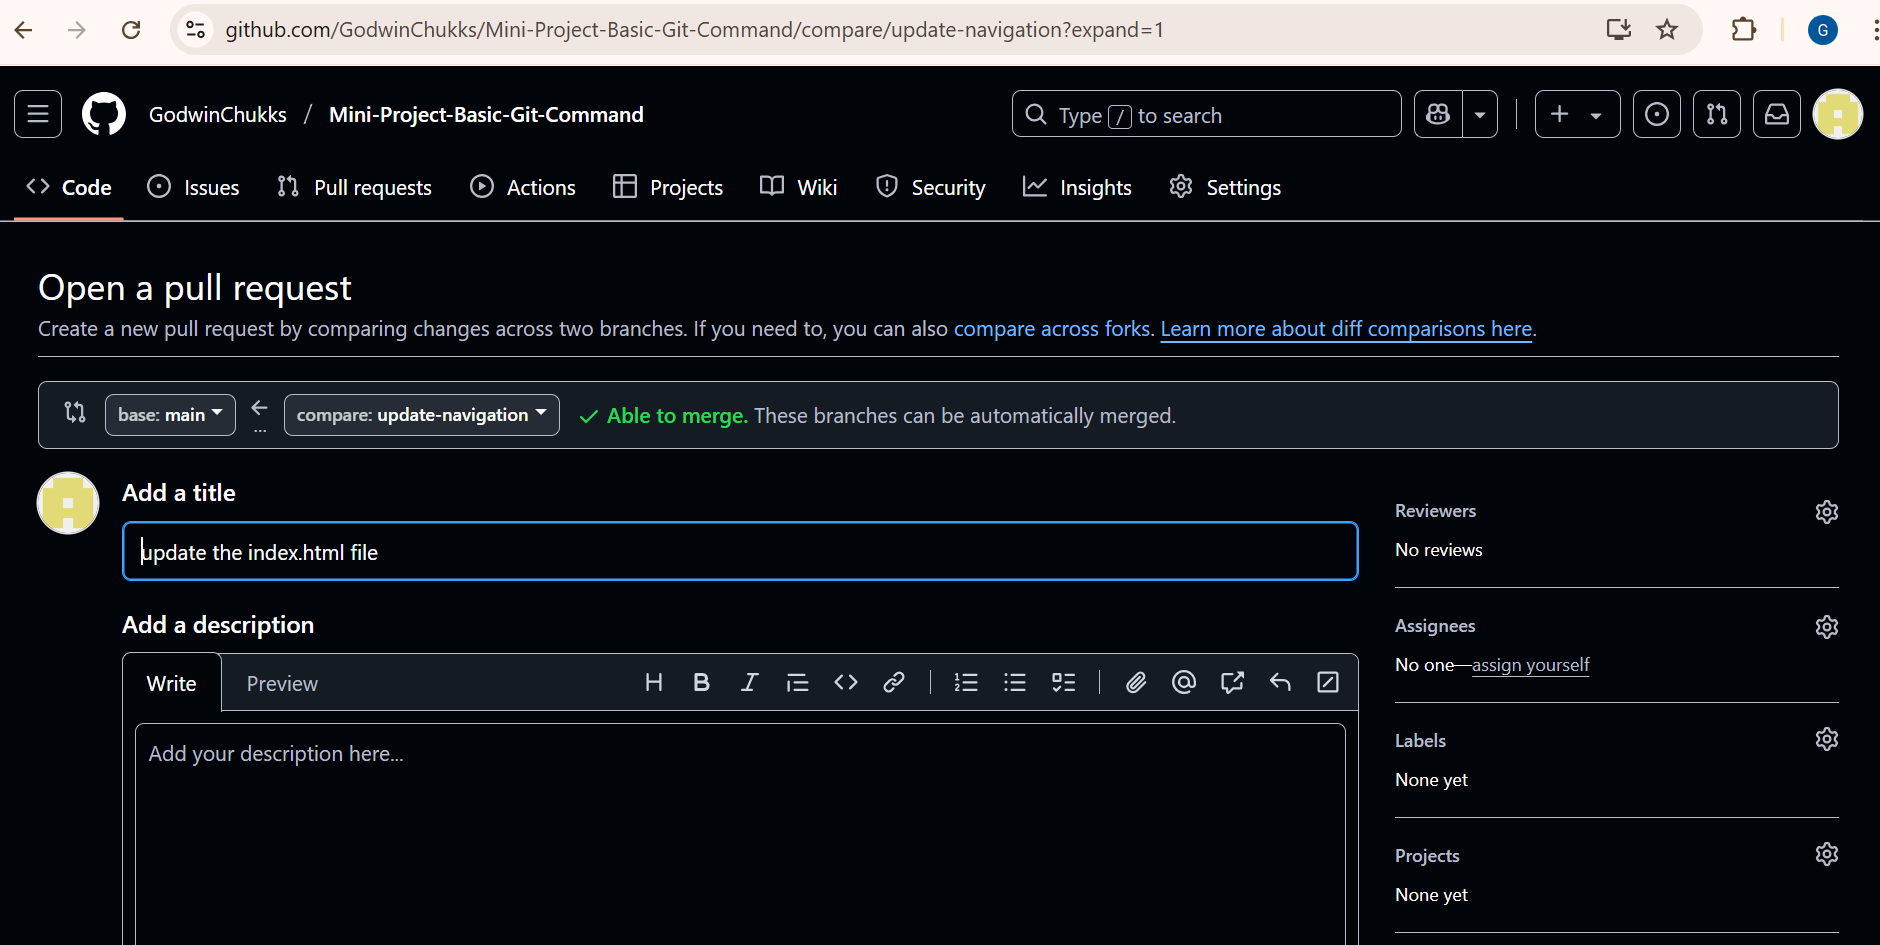 github.com/GodwinChukks/Mini-Project-Basic-Git-Command/compare/update-navigation?expand=1
G
GodwinChukks / Mini-Project-Basic-Git-Command
Type / to search
Code Issues Pull requests Actions Projects Wiki Security Insights Settings
Open a pull request
Create a new pull request by comparing changes across two branches. If you need to, you can also compare across forks. Learn more about diff comparisons here.
base: main ... compare: update-navigation Able to merge. These branches can be automatically merged.
Add a title
update the index.html file
Add a description
Write Preview
Add your description here...
Reviewers
No reviews
Assignees
No one—assign yourself
Labels
None yet
Projects
None yet